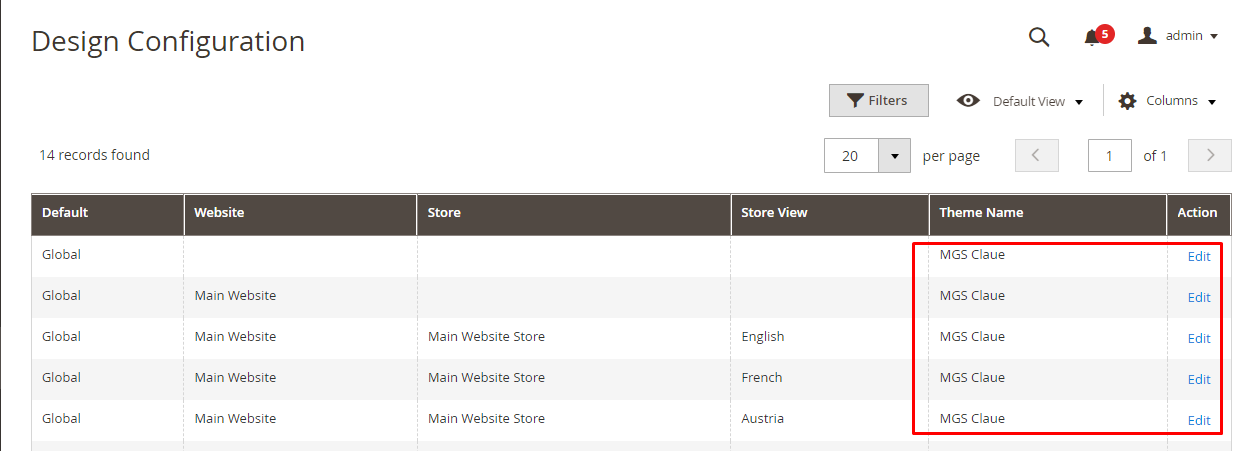 Design Configuration
5
admin
Filters
Default View
Columns
14 records found
20
per page
1
of 1
Default Website Store Store View Theme Name Action
Global MGS Claue Edit
Global Main Website MGS Claue Edit
Global Main Website Main Website Store English MGS Claue Edit
Global Main Website Main Website Store French MGS Claue Edit
Global Main Website Main Website Store Austria MGS Claue Edit